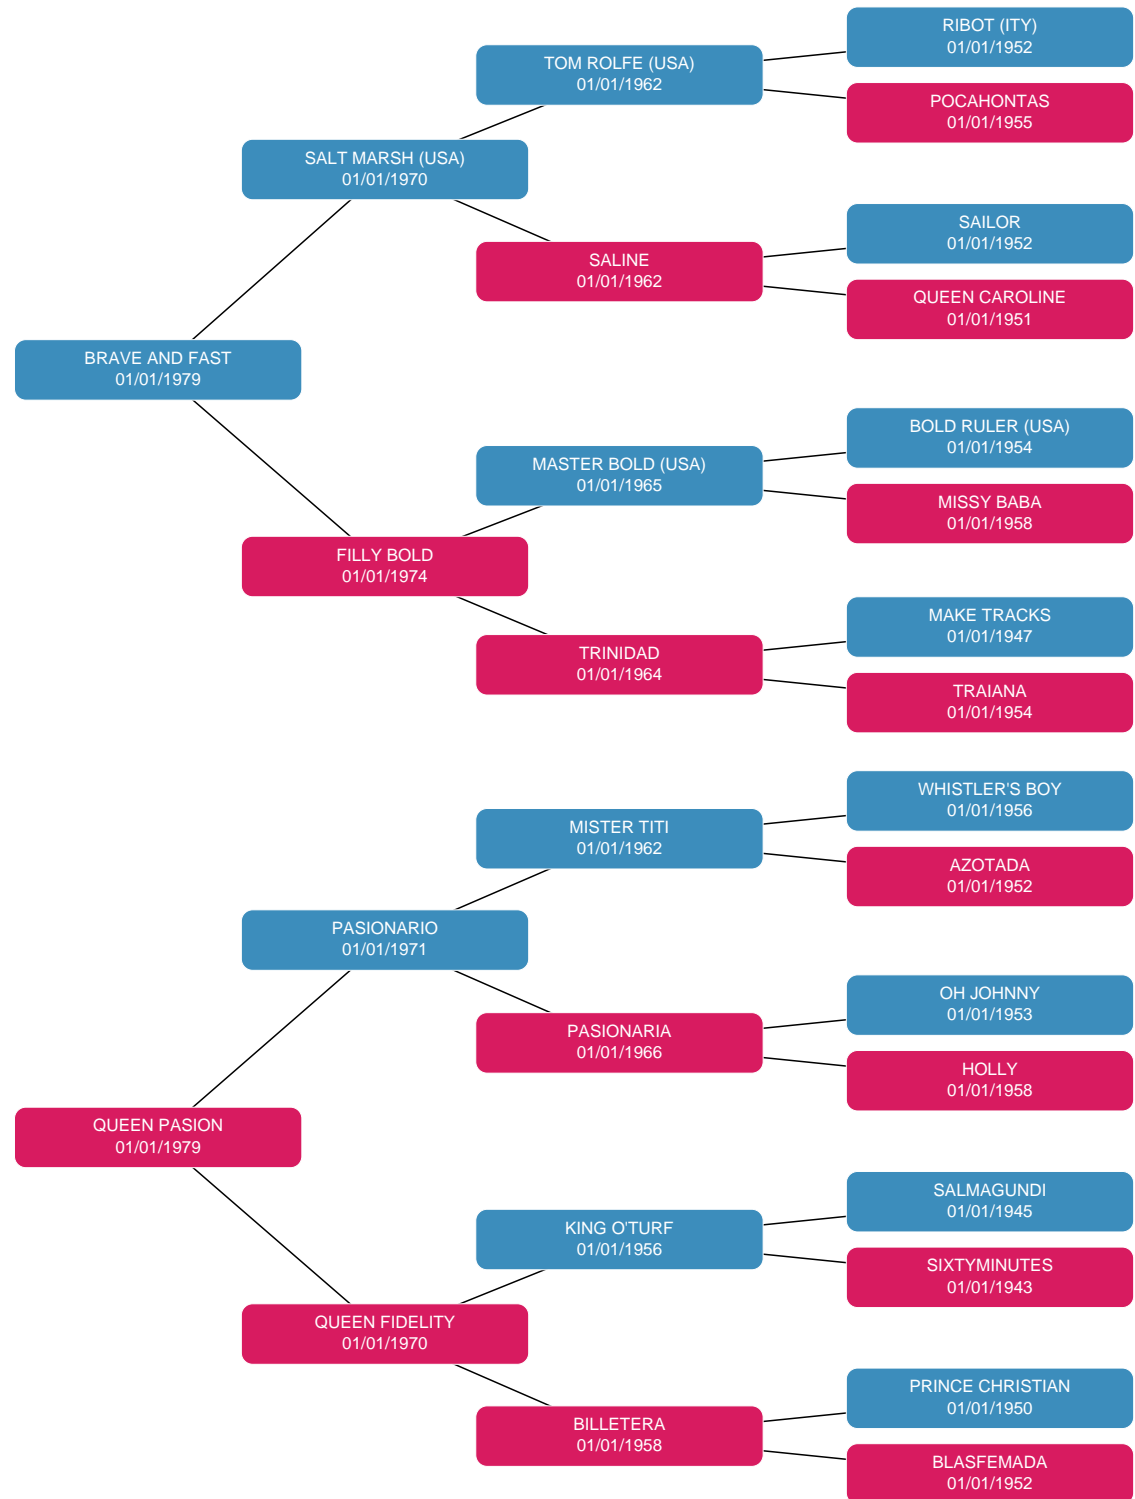 RIBOT (ITY)
01/01/1952
TOM ROLFE (USA)
01/01/1962
POCAHONTAS
01/01/1955
SALT MARSH (USA)
01/01/1970
SAILOR
01/01/1952
SALINE
01/01/1962
QUEEN CAROLINE
01/01/1951
BRAVE AND FAST
01/01/1979
BOLD RULER (USA)
01/01/1954
MASTER BOLD (USA)
01/01/1965
MISSY BABA
01/01/1958
FILLY BOLD
01/01/1974
MAKE TRACKS
01/01/1947
TRINIDAD
01/01/1964
TRAIANA
01/01/1954
WHISTLER'S BOY
01/01/1956
MISTER TITI
01/01/1962
AZOTADA
01/01/1952
PASIONARIO
01/01/1971
OH JOHNNY
01/01/1953
PASIONARIA
01/01/1966
HOLLY
01/01/1958
QUEEN PASION
01/01/1979
SALMAGUNDI
01/01/1945
KING O'TURF
01/01/1956
SIXTYMINUTES
01/01/1943
QUEEN FIDELITY
01/01/1970
PRINCE CHRISTIAN
01/01/1950
BILLETERA
01/01/1958
BLASFEMADA
01/01/1952